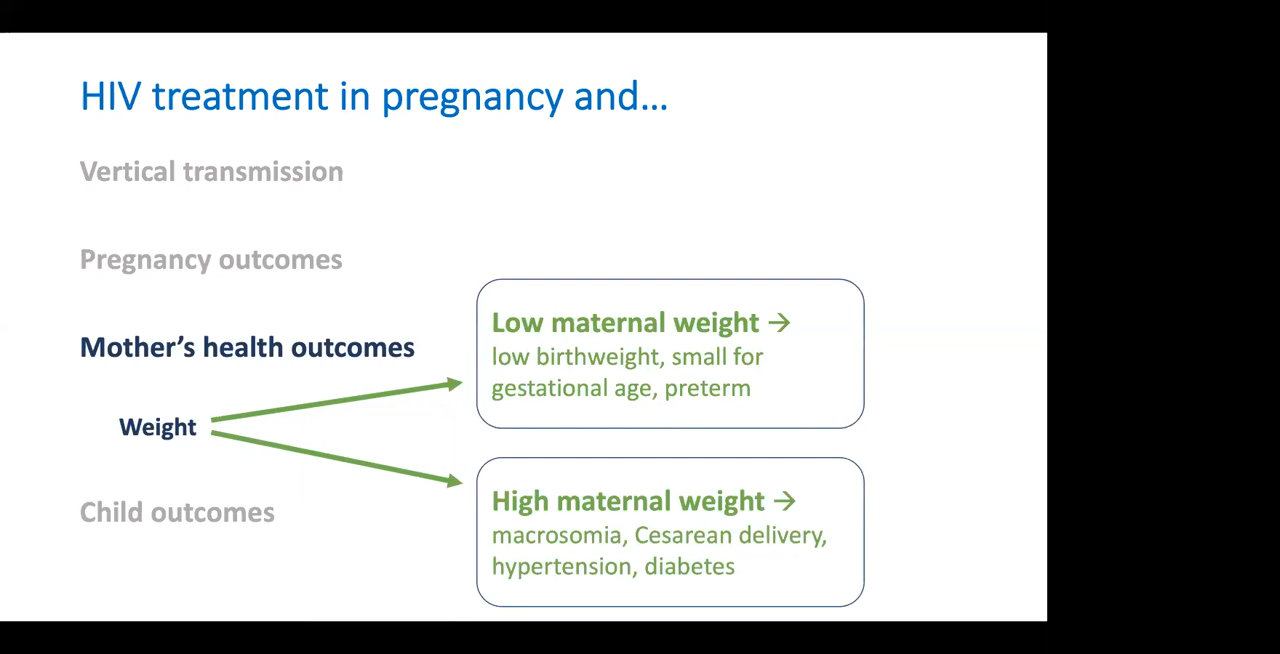 HIV treatment in pregnancy and…
Vertical transmission
Pregnancy outcomes
Mother’s health outcomes
Weight
Low maternal weight →
low birthweight, small for
gestational age, preterm
High maternal weight →
macrosomia, Cesarean delivery,
hypertension, diabetes
Child outcomes